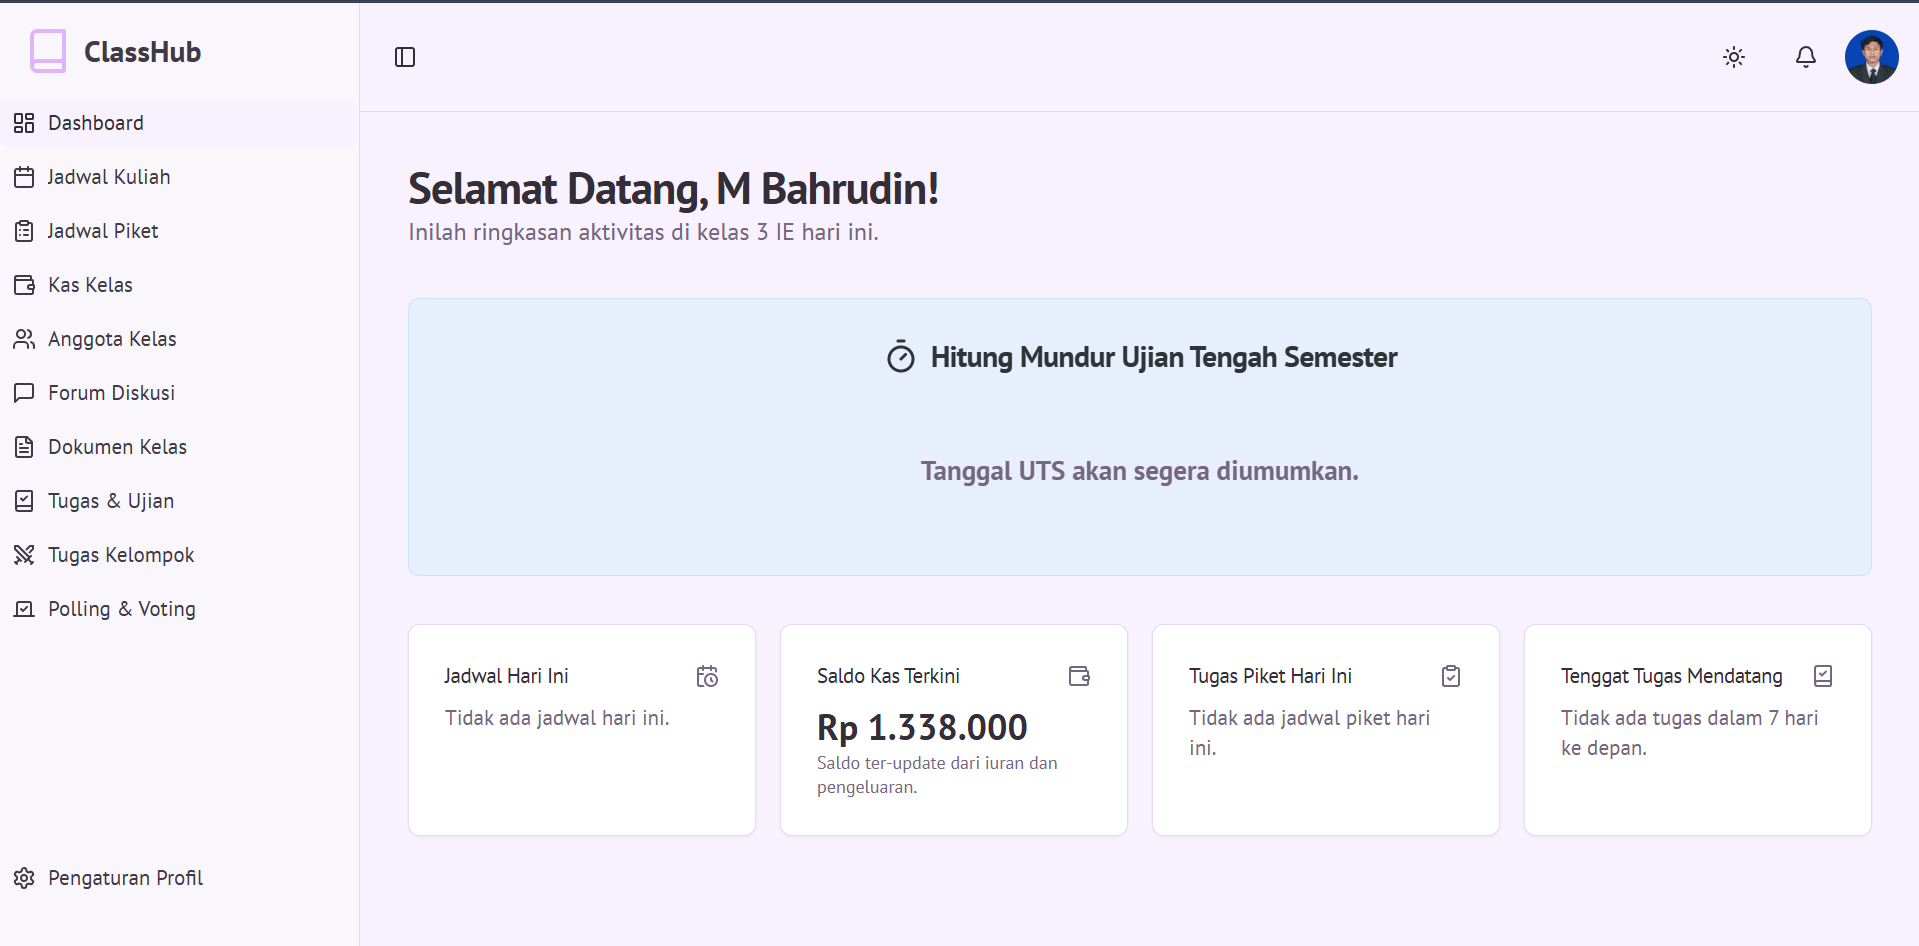 ClassHub
Dashboard
Jadwal Kuliah
Jadwal Piket
Kas Kelas
Anggota Kelas
Forum Diskusi
Dokumen Kelas
Tugas & Ujian
Tugas Kelompok
Polling & Voting
Pengaturan Profil
Selamat Datang, M Bahrudin!
Inilah ringkasan aktivitas di kelas 3 IE hari ini.
Hitung Mundur Ujian Tengah Semester
Tanggal UTS akan segera diumumkan.
Jadwal Hari Ini
Tidak ada jadwal hari ini.
Saldo Kas Terkini
Rp 1.338.000
Saldo ter-update dari iuran dan
pengeluaran.
Tugas Piket Hari Ini
Tidak ada jadwal piket hari
ini.
Tenggat Tugas Mendatang
Tidak ada tugas dalam 7 hari
ke depan.